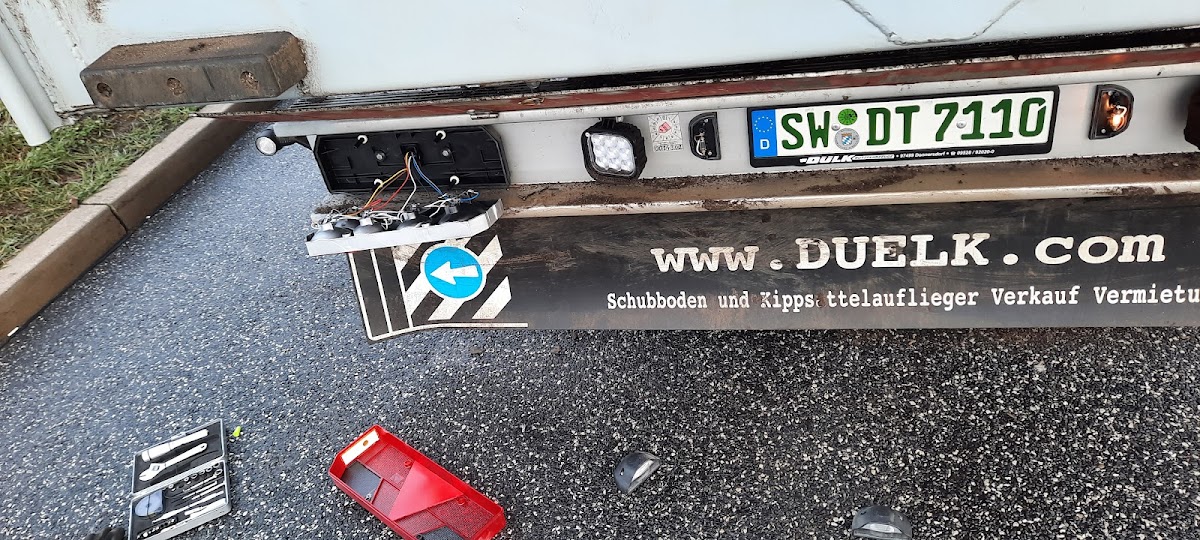 D
SW DT 7110
DUELK
www.DUELK.com
Schubboden und Kippsattelauflieger Verkauf Vermietu